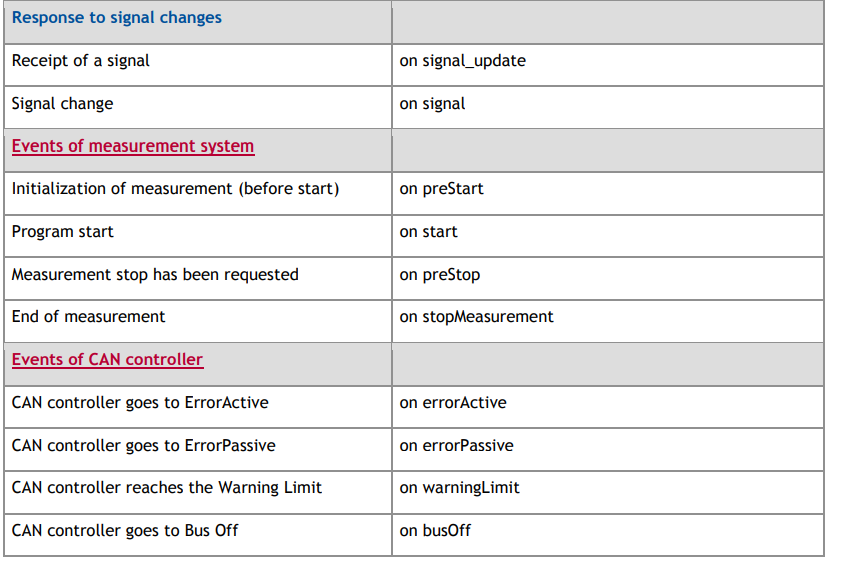 Response to signal changes
Receipt of a signal on signal_update
Signal change on signal
Events of measurement system
Initialization of measurement (before start) on preStart
Program start on start
Measurement stop has been requested on preStop
End of measurement on stopMeasurement
Events of CAN controller
CAN controller goes to ErrorActive on errorActive
CAN controller goes to ErrorPassive on errorPassive
CAN controller reaches the Warning Limit on warningLimit
CAN controller goes to Bus Off on busOff